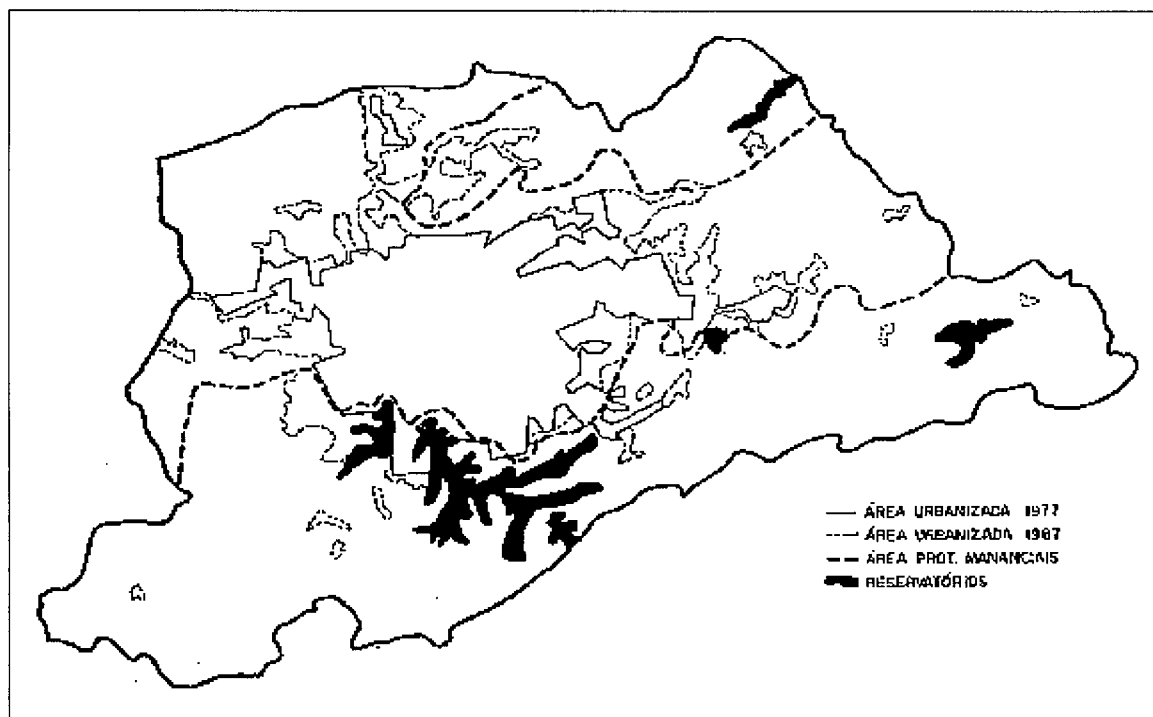 ÁREA URBANIZADA 1977
ÁREA URBANIZADA 1987
ÁREA PROT. MANANCIAIS
RESERVATÓRIOS